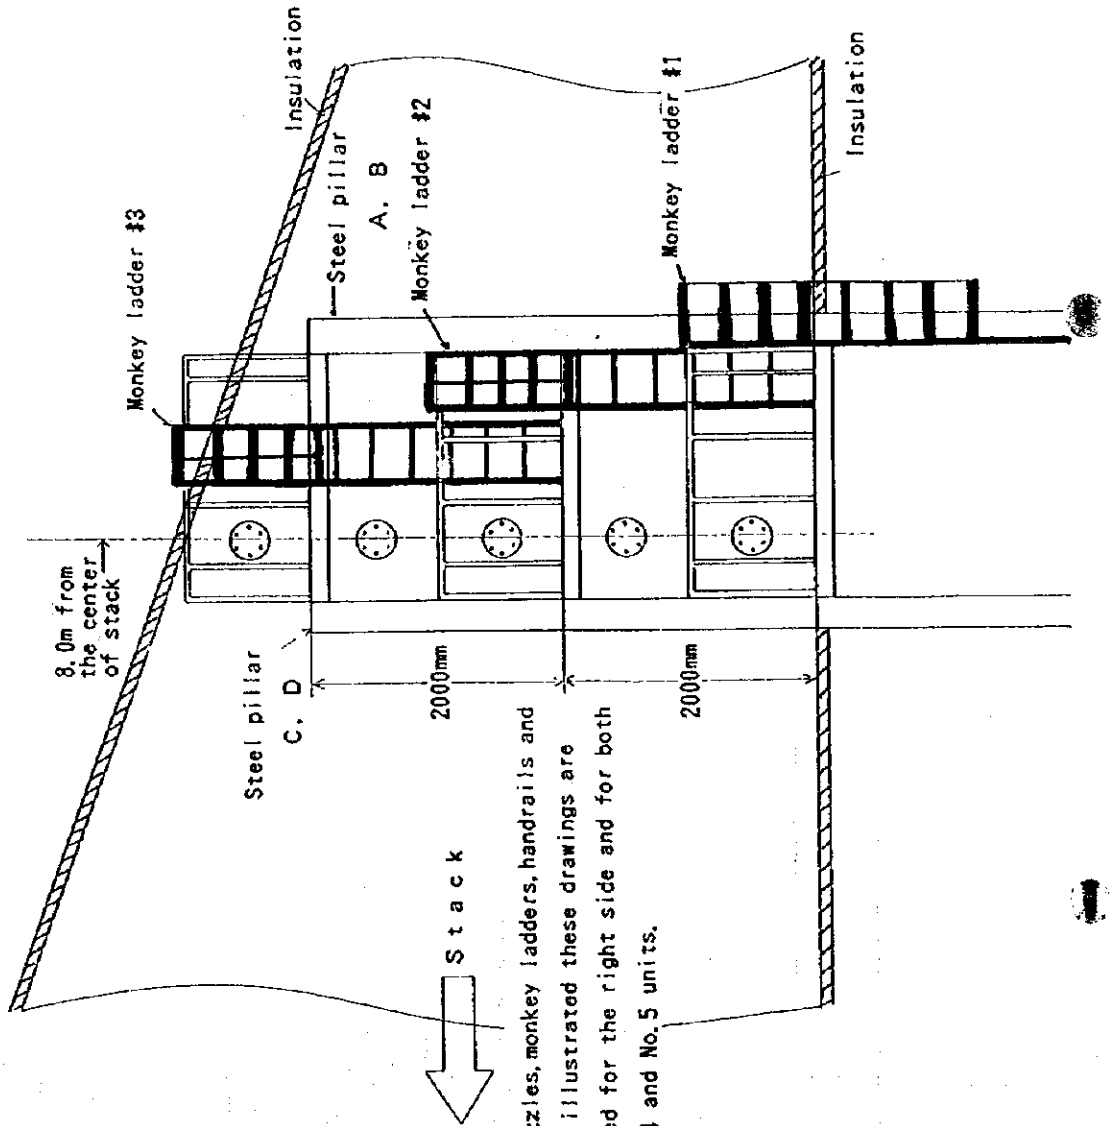 Insulation
Monkey ladder #3
Steel pillar
A. B
Monkey ladder #2
Monkey ladder #1
Insulation
8.0m from
the center
of stack
Steel pillar
C. D
2000mm
2000mm
Stack
monkey ladders, handrails and
illustrated these drawings are
for the right side and for both
and No. 5 units.